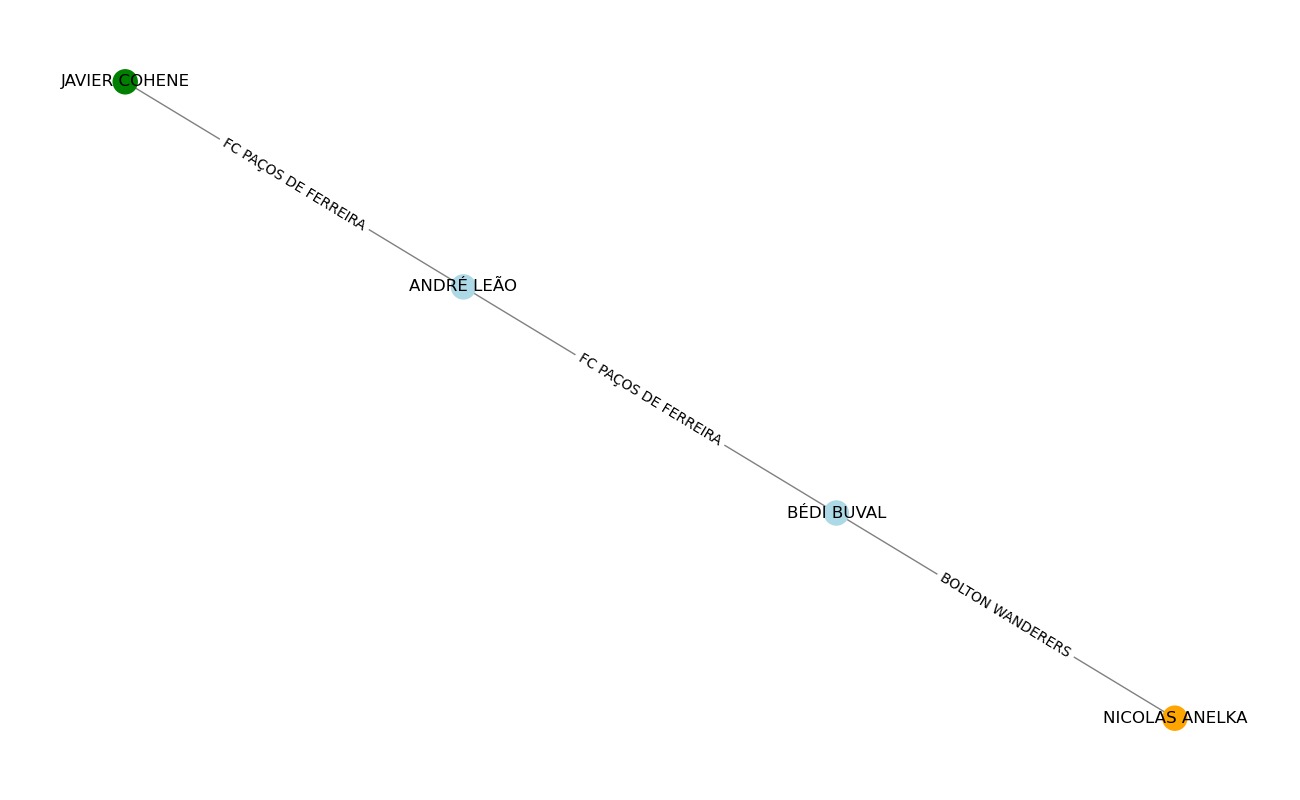 JAVIER COHENE
FC PAÇOS DE FERREIRA
ANDRÉ LEÃO
FC PAÇOS DE FERREIRA
BÉDI BUVAL
BOLTON WANDERERS
NICOLAS ANELKA